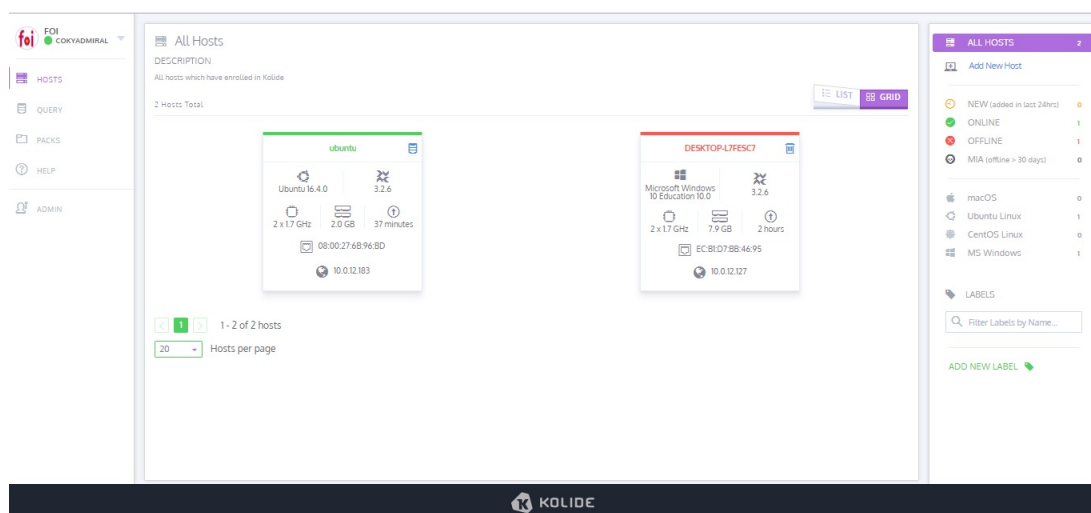 foi
FOI
COKYADMIRAL
HOSTS
QUERY
PACKS
HELP
ADMIN
All Hosts
DESCRIPTION
All hosts which have enrolled in Kolide
2 Hosts Total
LIST
GRID
ubuntu
Ubuntu 16.4.0
3.2.6
2 x 1.7 GHz
2.0 GB
37 minutes
08:00:27:6B:96:BD
10.0.12.183
DESKTOP-L7FESC7
Microsoft Windows
10 Education 10.0
3.2.6
2 x 1.7 GHz
7.9 GB
2 hours
EC:B1:D7:BB:46:95
10.0.12.127
1
1 - 2 of 2 hosts
20
Hosts per page
ALL HOSTS 2
Add New Host
NEW (added in last 24hrs) 0
ONLINE 1
OFFLINE 1
MIA (offline > 30 days) 0
macOS 0
Ubuntu Linux 1
CentOS Linux 0
MS Windows 1
LABELS
Filter Labels by Name...
ADD NEW LABEL
KOLIDE